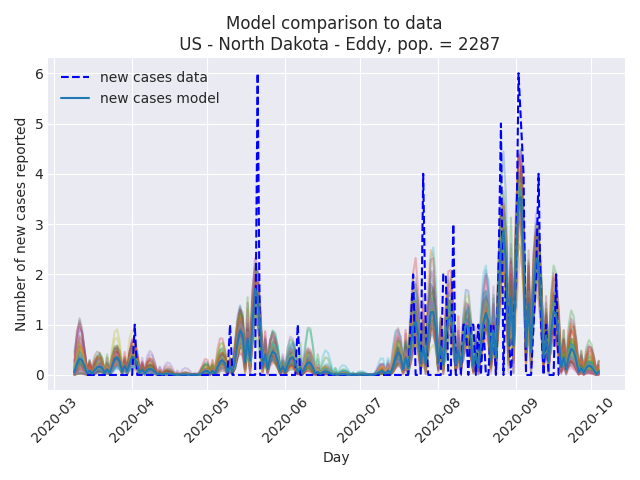 Model comparison to data
US - North Dakota - Eddy, pop. = 2287
new cases data
new cases model
Number of new cases reported
6
5
4
3
2
1
0
2020-03
2020-04
2020-05
2020-06
2020-07
2020-08
2020-09
2020-10
Day